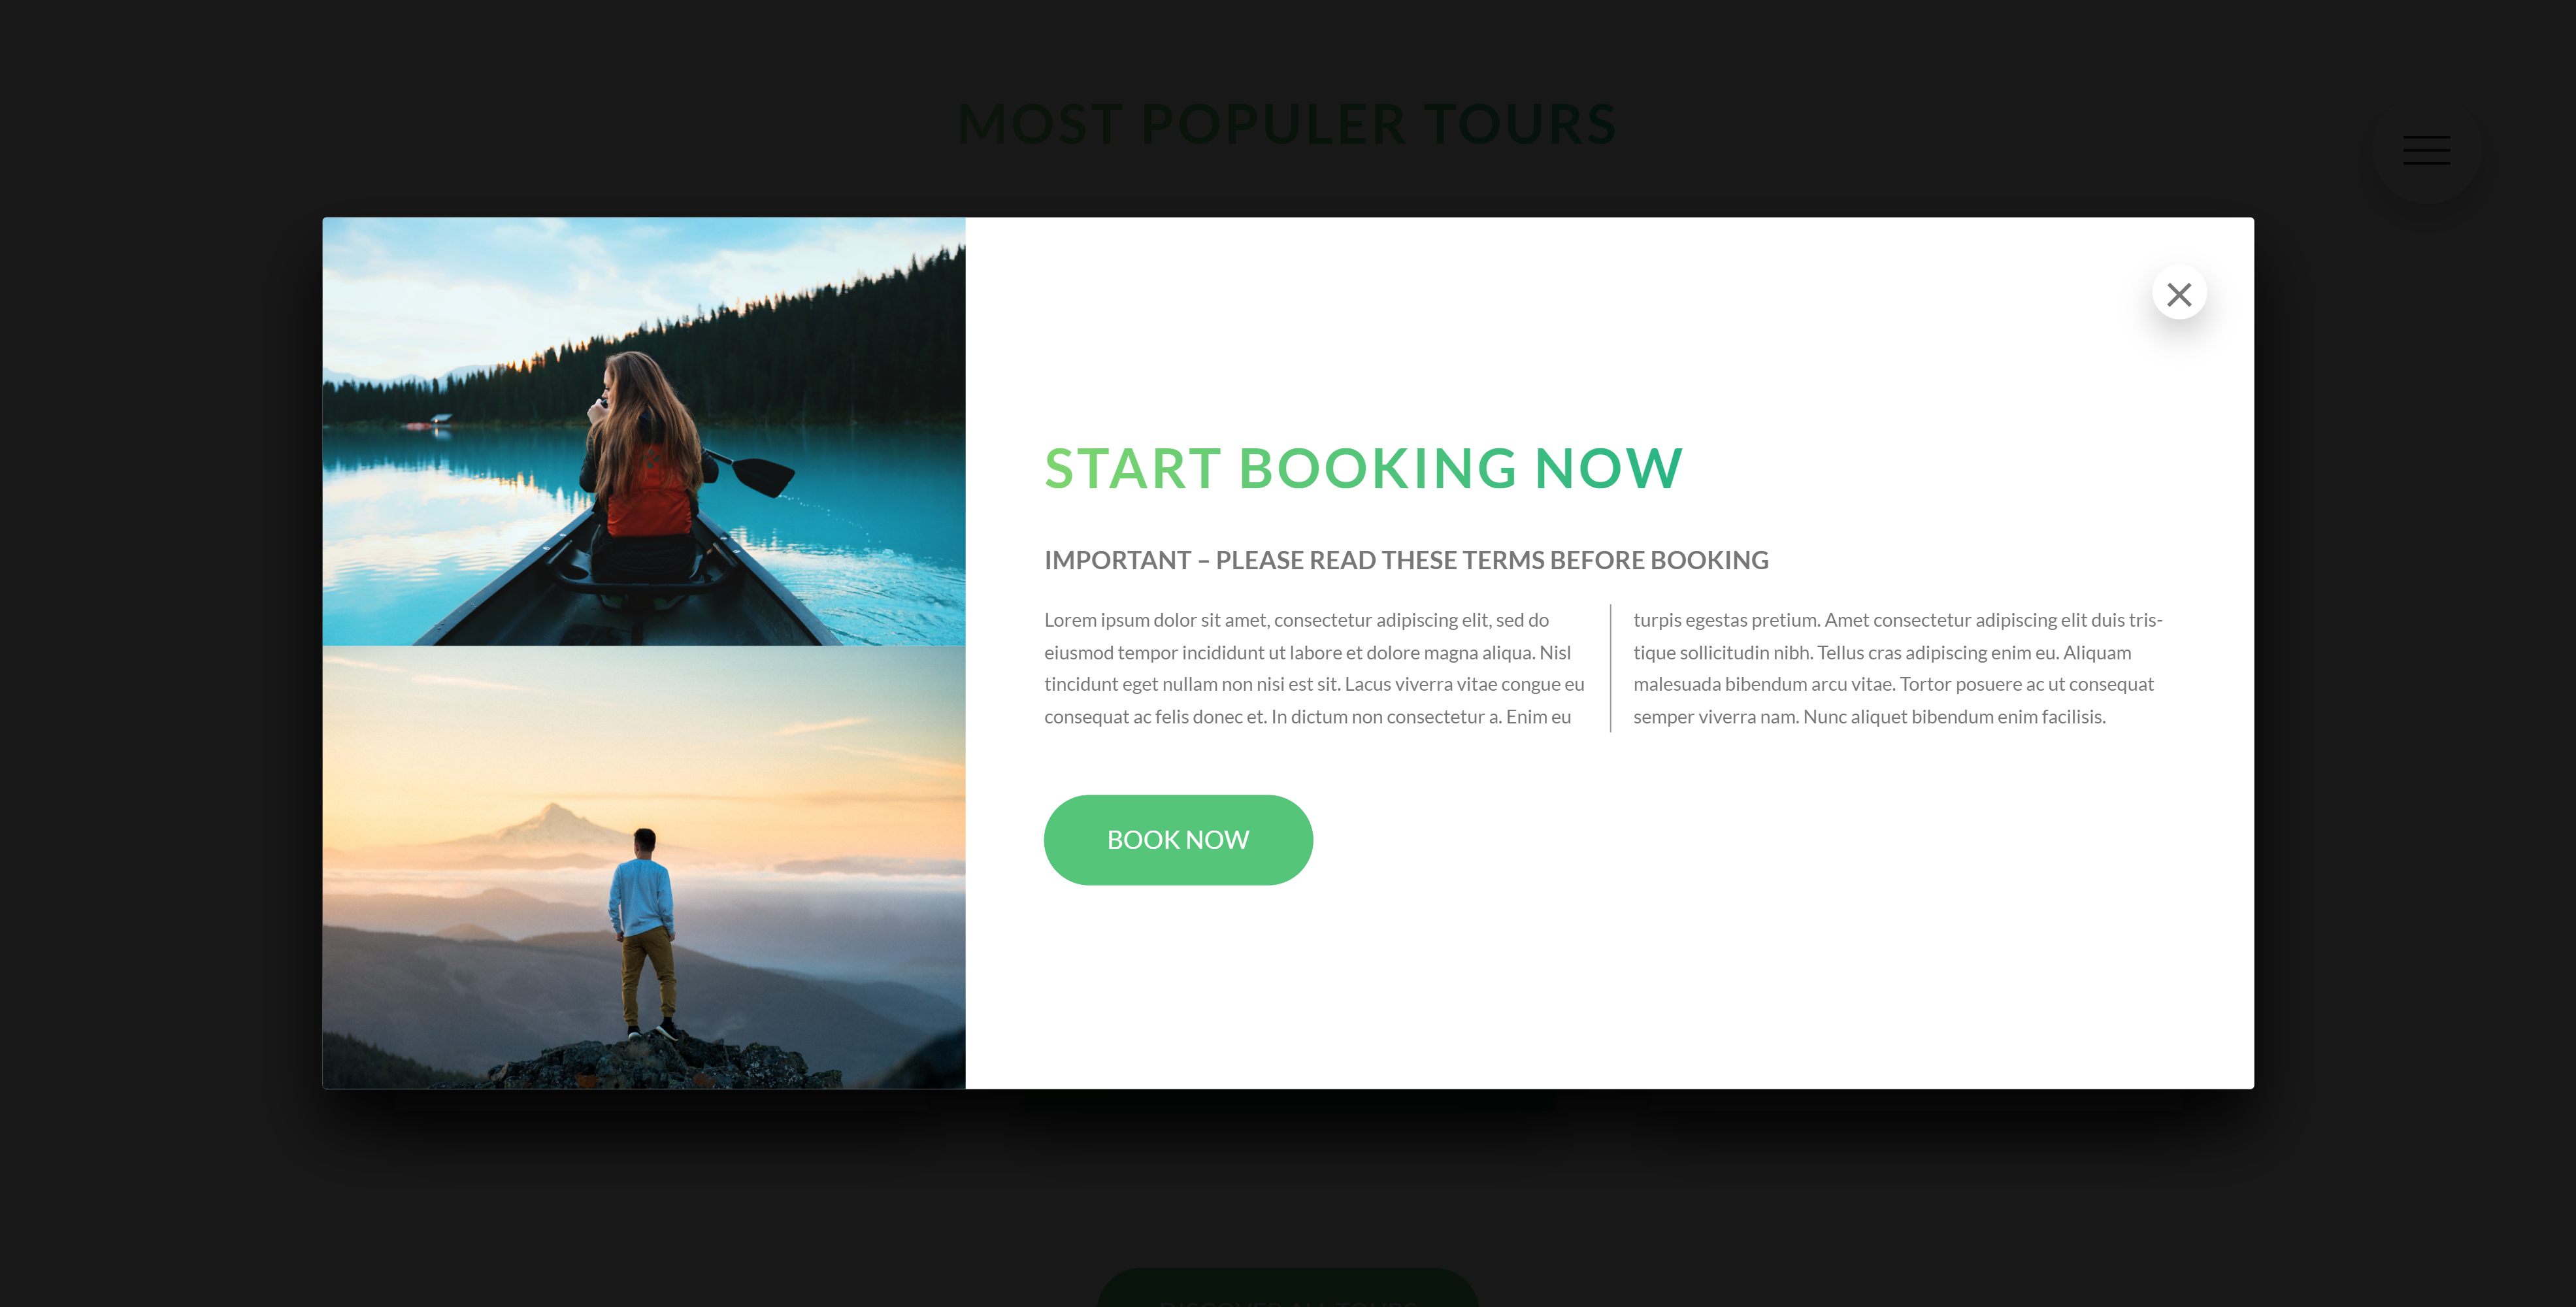 MOST POPULER TOURS
START BOOKING NOW
IMPORTANT – PLEASE READ THESE TERMS BEFORE BOOKING
Lorem ipsum dolor sit amet, consectetur adipiscing elit, sed do
eiusmod tempor incididunt ut labore et dolore magna aliqua. Nisl
tincidunt eget nullam non nisi est sit. Lacus viverra vitae congue eu
consequat ac felis donec et. In dictum non consectetur a. Enim eu
turpis egestas pretium. Amet consectetur adipiscing elit duis tris-
tique sollicitudin nibh. Tellus cras adipiscing enim eu. Aliquam
malesuada bibendum arcu vitae. Tortor posuere ac ut consequat
semper viverra nam. Nunc aliquet bibendum enim facilisis.
BOOK NOW